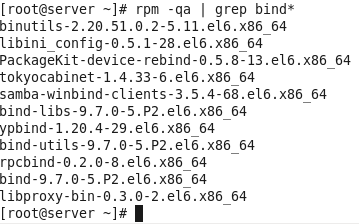 [root@server ~]# rpm -qa | grep bind*
binutils-2.20.51.0.2-5.11.el6.x86_64
libini_config-0.5.1-28.el6.x86_64
PackageKit-device-rebind-0.5.8-13.el6.x86_64
tokyocabinet-1.4.33-6.el6.x86_64
samba-winbind-clients-3.5.4-68.el6.x86_64
bind-libs-9.7.0-5.P2.el6.x86_64
ypbind-1.20.4-29.el6.x86_64
bind-utils-9.7.0-5.P2.el6.x86_64
rpcbind-0.2.0-8.el6.x86_64
bind-9.7.0-5.P2.el6.x86_64
libproxy-bin-0.3.0-2.el6.x86_64
[root@server ~]#